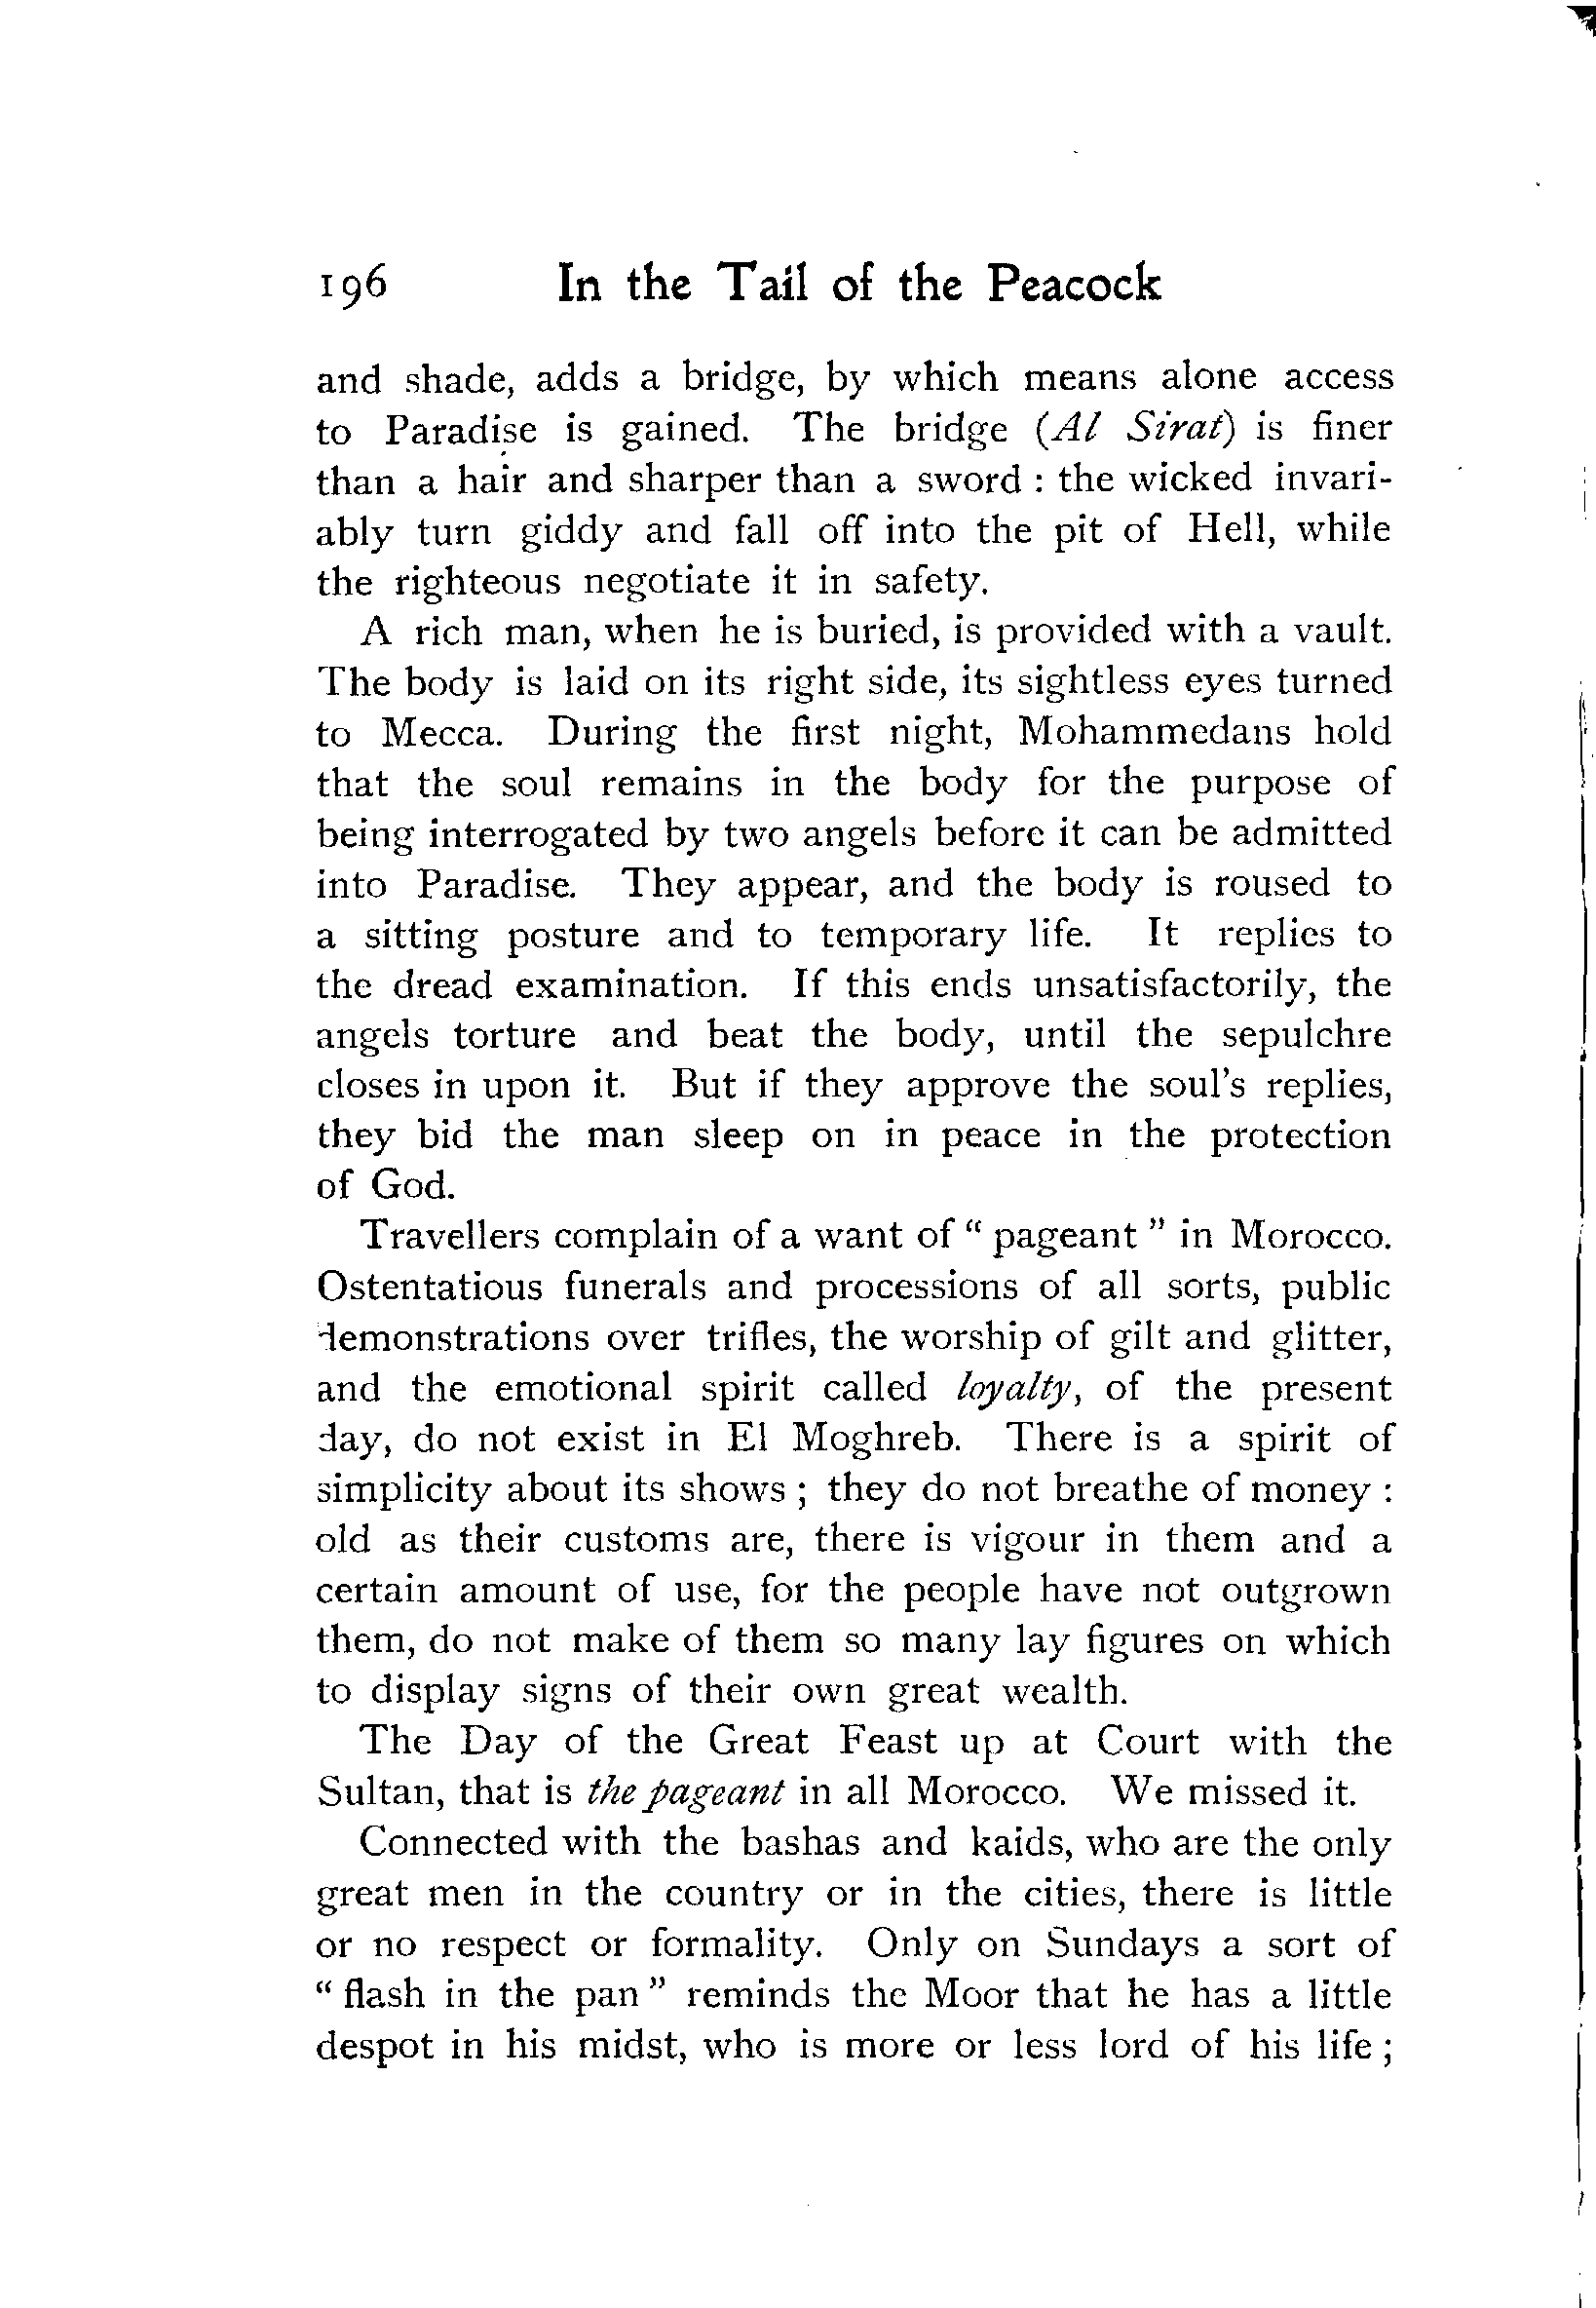 196 In the Tail of the Peacock
and shade, adds a bridge, by which means alone access
to Paradise is gained. The bridge (Al Sirat) is finer
than a hair and sharper than a sword : the wicked invari-
ably turn giddy and fall off into the pit of Hell, while
the righteous negotiate it in safety.
A rich man, when he is buried, is provided with a vault.
The body is laid on its right side, its sightless eyes turned
to Mecca. During the first night, Mohammedans hold
that the soul remains in the body for the purpose of
being interrogated by two angels before it can be admitted
into Paradise. They appear, and the body is roused to
a sitting posture and to temporary life. It replies to
the dread examination. If this ends unsatisfactorily, the
angels torture and beat the body, until the sepulchre
closes in upon it. But if they approve the soul's replies,
they bid the man sleep on in peace in the protection
of God.
Travellers complain of a want of “ pageant ” in Morocco.
Ostentatious funerals and processions of all sorts, public
demonstrations over trifles, the worship of gilt and glitter,
and the emotional spirit called loyalty, of the present
day, do not exist in El Moghreb. There is a spirit of
simplicity about its shows ; they do not breathe of money :
old as their customs are, there is vigour in them and a
certain amount of use, for the people have not outgrown
them, do not make of them so many lay figures on which
to display signs of their own great wealth.
The Day of the Great Feast up at Court with the
Sultan, that is the pageant in all Morocco. We missed it.
Connected with the bashas and kaids, who are the only
great men in the country or in the cities, there is little
or no respect or formality. Only on Sundays a sort of
“ flash in the pan ” reminds the Moor that he has a little
despot in his midst, who is more or less lord of his life ;